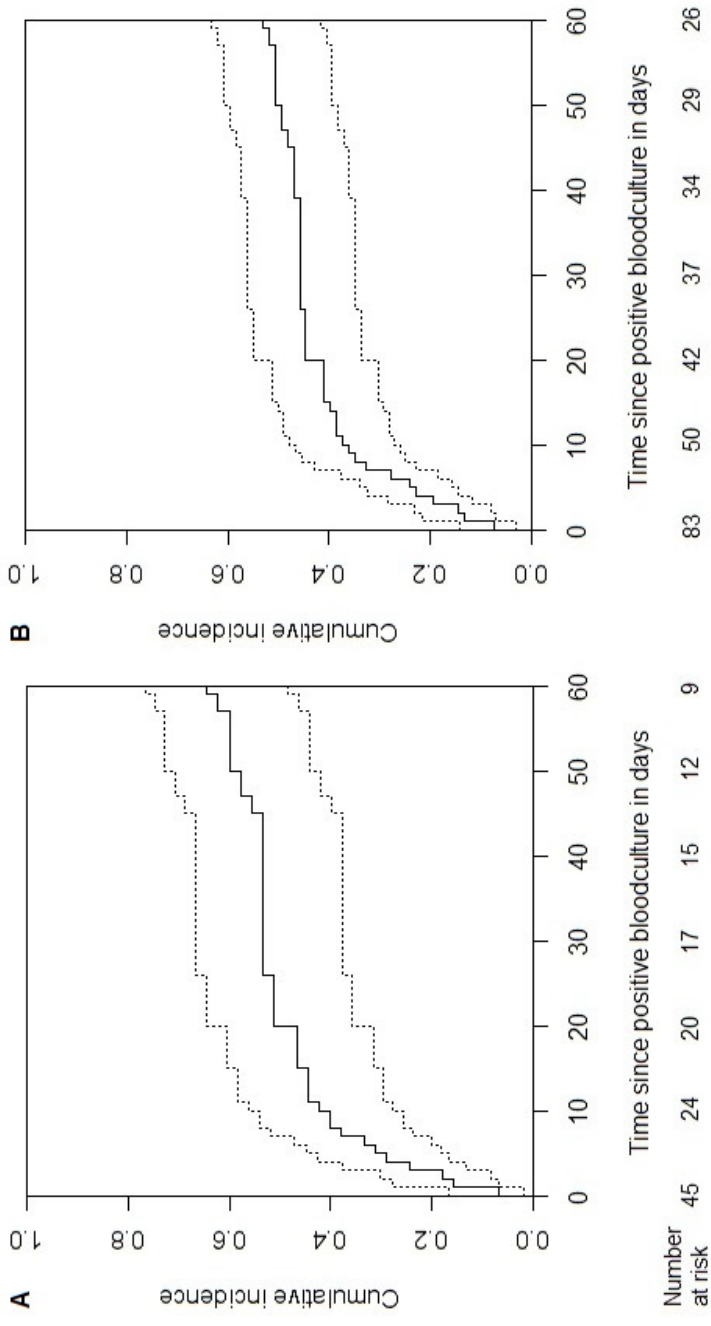 A
Cumulative incidence
1.0
0.8
0.6
0.4
0.2
0.0
0 10 20 30 40 50 60
Time since positive bloodculture in days
Number
at risk
45 24 20 17 15 12 9
B
Cumulative incidence
1.0
0.8
0.6
0.4
0.2
0.0
0 10 20 30 40 50 60
Time since positive bloodculture in days
83 50 42 37 34 29 26